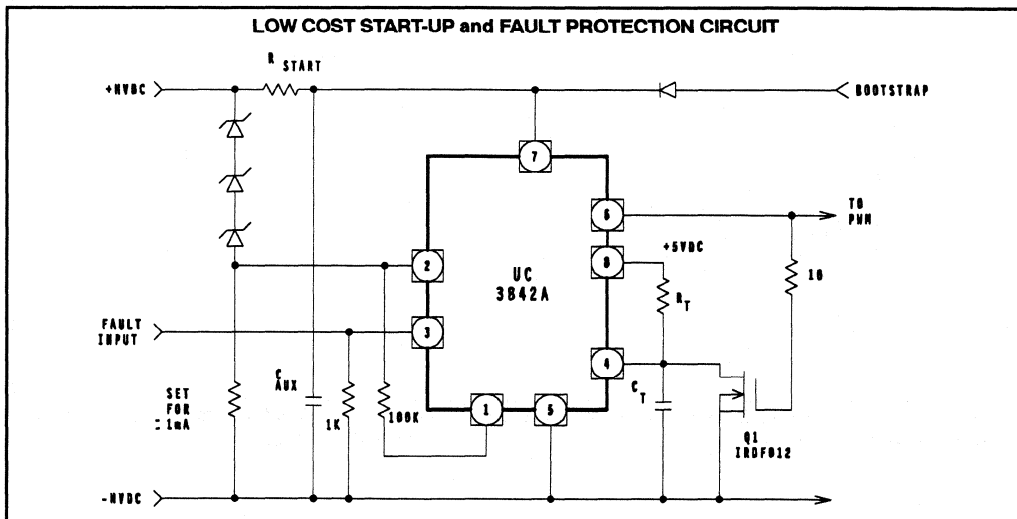 LOW COST START-UP and FAULT PROTECTION CIRCUIT
R START
+HVDC
BOOTSTRAP
7
6
TO
PWM
+5VDC
8
2
UC
3842A
10
R T
FAULT
INPUT
3
4
C T
SET
FOR
≈1mA
C AUX
1K
100K
1
5
Q1
IRDF012
-HVDC